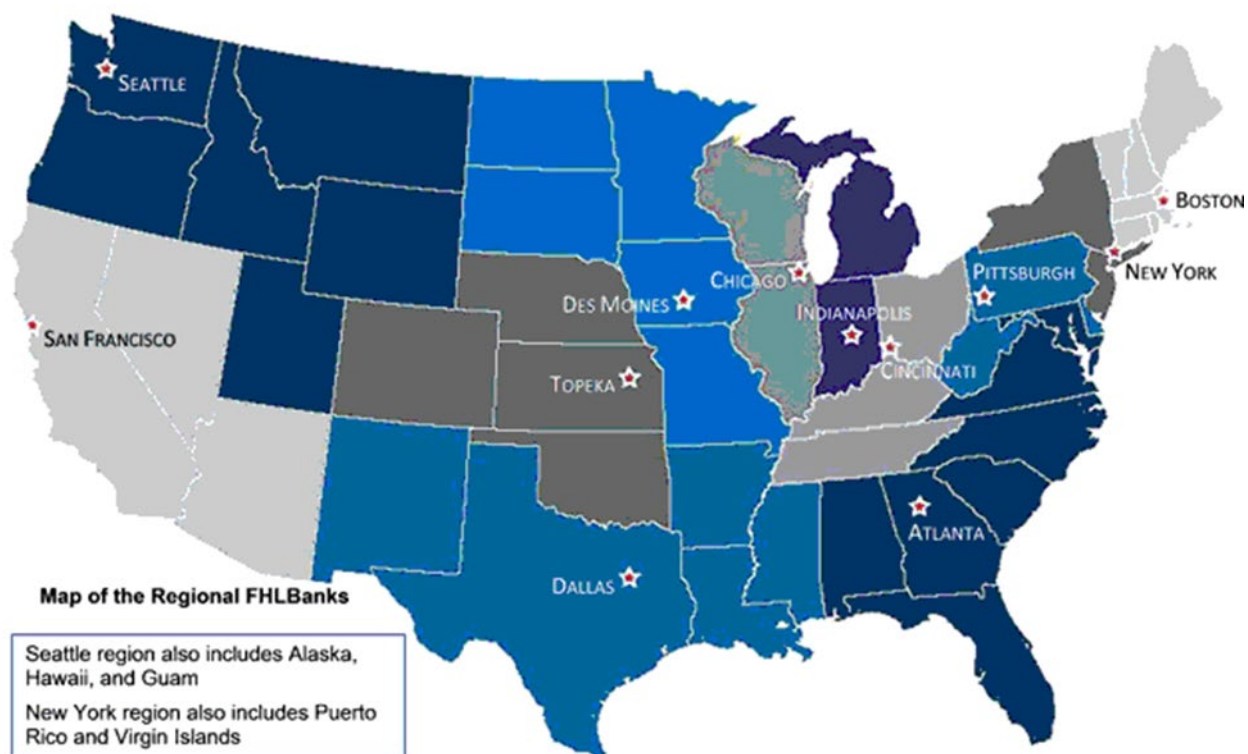 SEATTLE
BOSTON
PITTSBURGH
NEW YORK
CHICAGO
DES MOINES
INDIANAPOLIS
SAN FRANCISCO
CINCINNATI
TOPEKA
ATLANTA
DALLAS
Map of the Regional FHLBanks
Seattle region also includes Alaska,
Hawaii, and Guam
New York region also includes Puerto
Rico and Virgin Islands